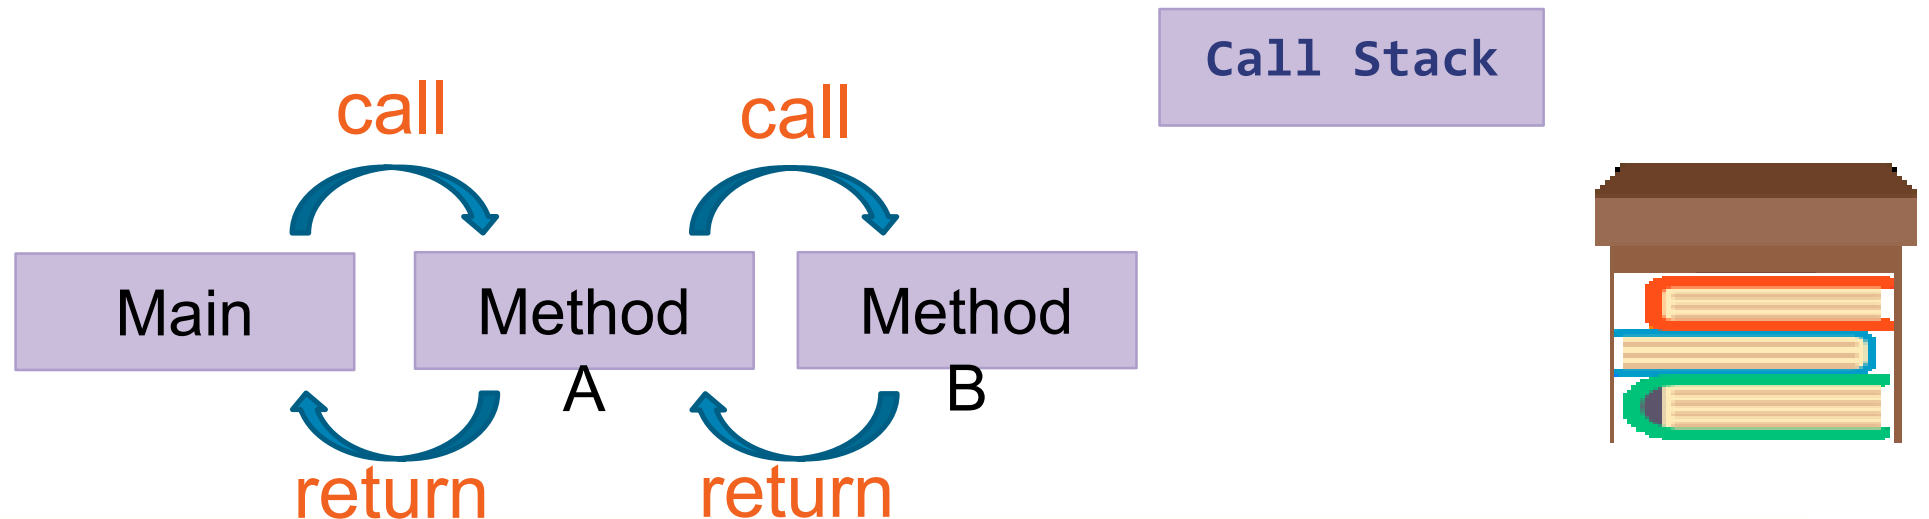 Call Stack
call
call
Main
Method
A
Method
B
return
return